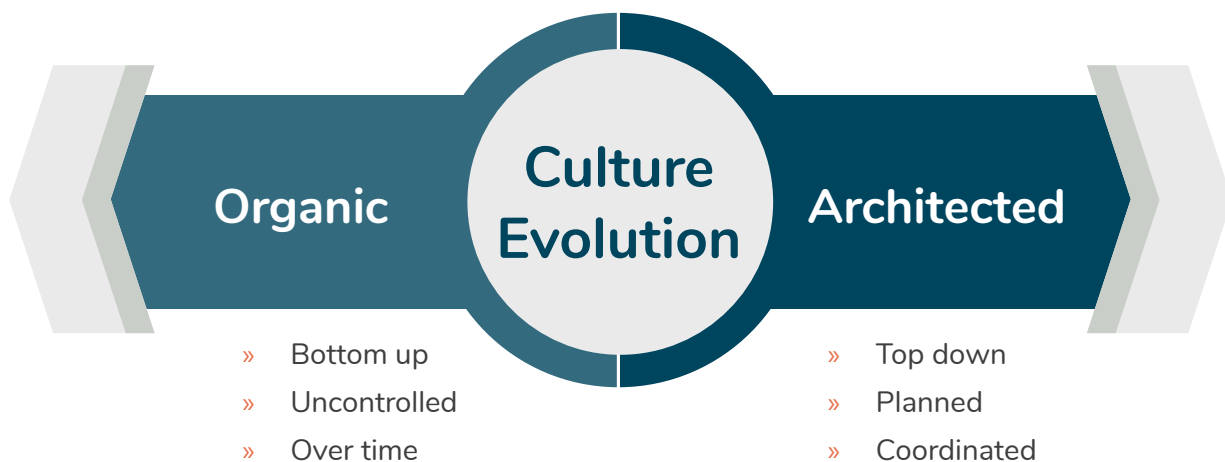 Culture
Evolution
Organic
Architected
» Bottom up
» Uncontrolled
» Over time
» Top down
» Planned
» Coordinated